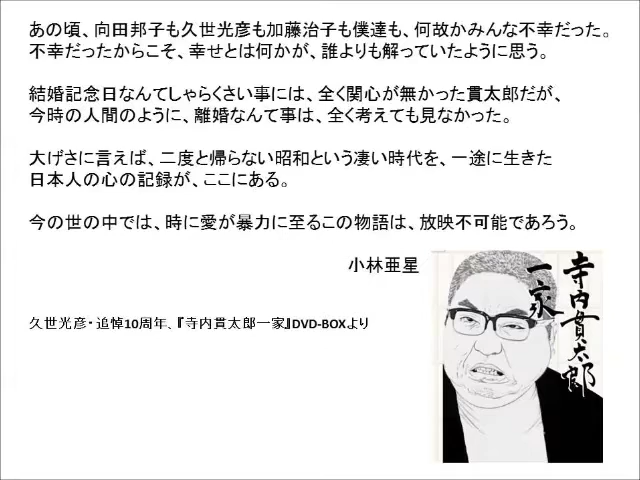 あの頃、向田邦子も久世光彦も加藤治子も僕達も、何故かみんな不幸だった。
不幸だったからこそ、幸せとは何かが、誰よりも解っていたように思う。
結婚記念日なんてしゃらくさい事には、全く関心が無かった貫太郎だが、
今時の人間のように、離婚なんて事は、全く考えても見なかった。
大げさに言えば、二度と帰らない昭和という凄い時代を、一途に生きた
日本人の心の記録が、ここにある。
今の世の中では、時に愛が暴力に至るこの物語は、放映不可能であろう。
小林亜星
久世光彦・追悼10周年、『寺内貫太郎一家』DVD-BOXより
寺内貫太郎
一家